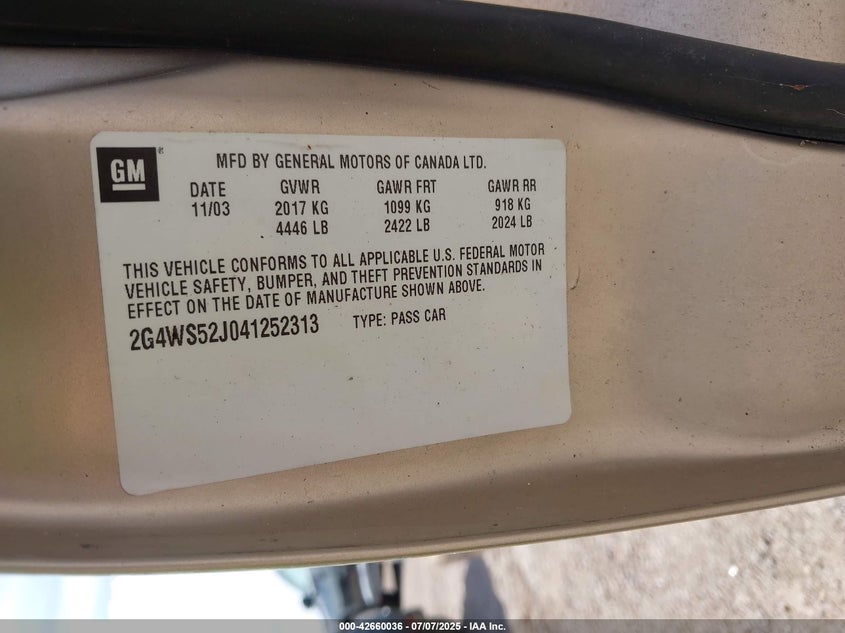 GM
MFD BY GENERAL MOTORS OF CANADA LTD.
DATE GVWR GAWR FRT GAWR RR
11/03 2017 KG 1099 KG 918 KG
4446 LB 2422 LB 2024 LB
THIS VEHICLE CONFORMS TO ALL APPLICABLE U.S. FEDERAL MOTOR
VEHICLE SAFETY, BUMPER, AND THEFT PREVENTION STANDARDS IN
EFFECT ON THE DATE OF MANUFACTURE SHOWN ABOVE.
2G4WS52J041252313 TYPE: PASS CAR
000-42660036 - 07/07/2025 - IAA Inc.